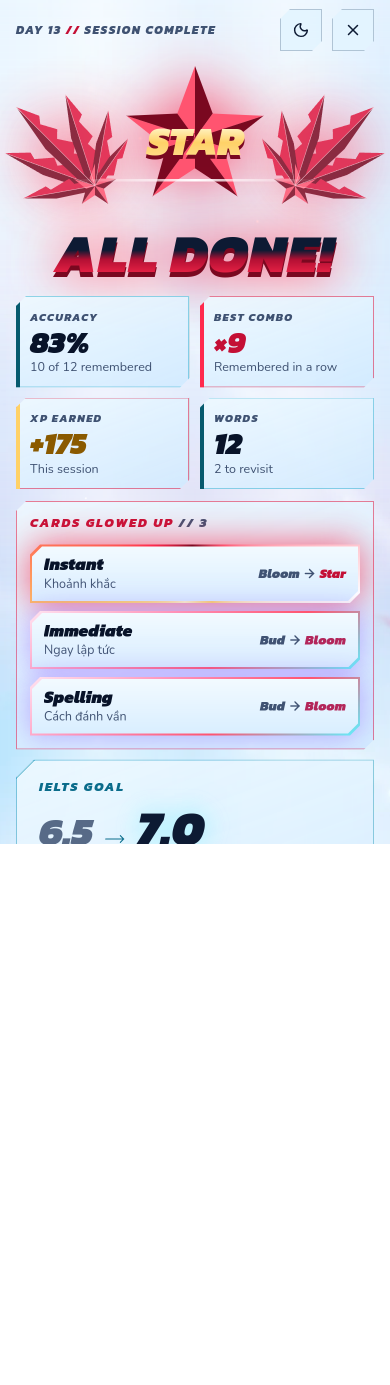 DAY 13 // SESSION COMPLETE
STAR
ALL DONE!
ACCURACY
83%
10 of 12 remembered
BEST COMBO
×9
Remembered in a row
XP EARNED
+175
This session
WORDS
12
2 to revisit
CARDS GLOWED UP // 3
Instant
Khoảnh khắc
Bloom → Star
Immediate
Ngay lập tức
Bud → Bloom
Spelling
Cách đánh vần
Bud → Bloom
IELTS GOAL
6.5 → 7.0